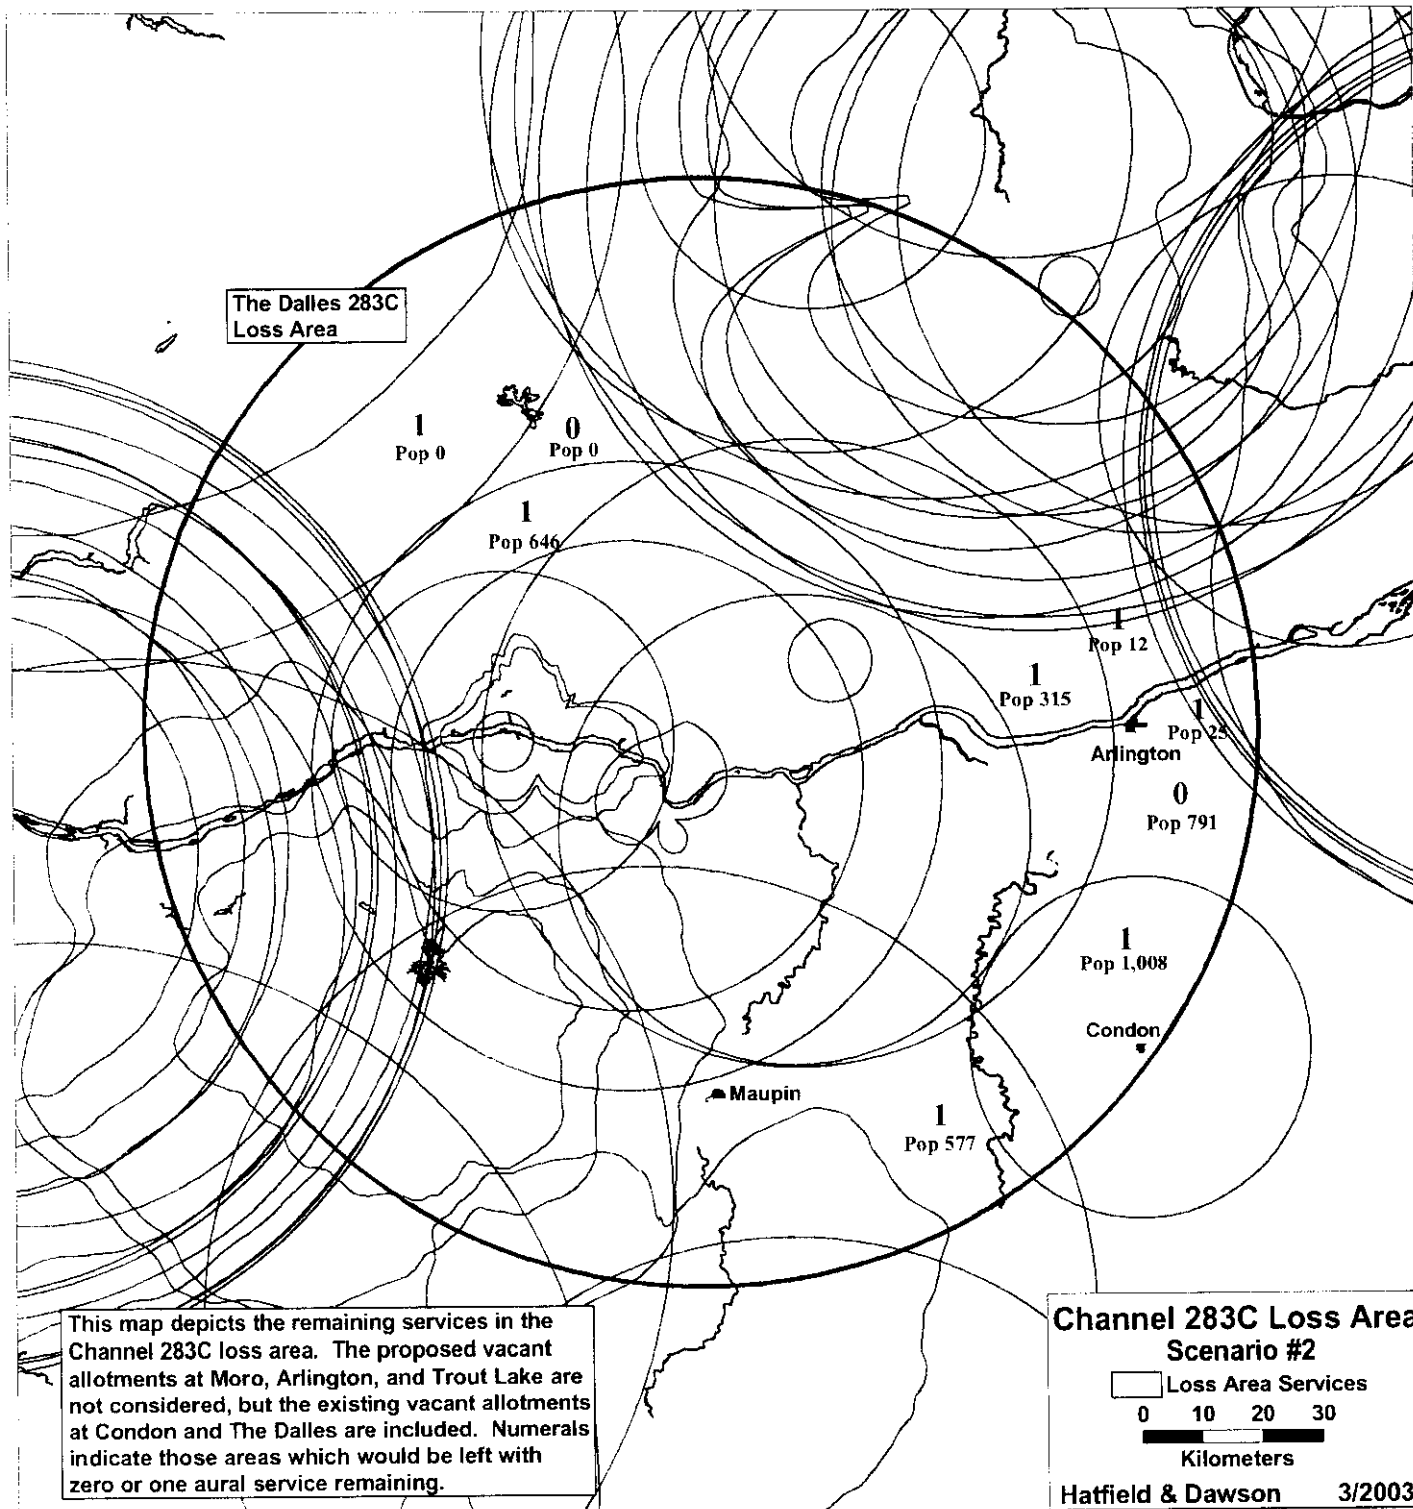 The Dalles 283C
Loss Area
1
Pop 0
0
Pop 0
1
Pop 646
1
Pop 12
1
Pop 315
1
Pop 25
Arlington
0
Pop 791
1
Pop 1,008
Condon
Maupin
1
Pop 577
This map depicts the remaining services in the
Channel 283C loss area. The proposed vacant
allotments at Moro, Arlington, and Trout Lake are
not considered, but the existing vacant allotments
at Condon and The Dalles are included. Numerals
indicate those areas which would be left with
zero or one aural service remaining.
Channel 283C Loss Area
Scenario #2
Loss Area Services
0 10 20 30
Kilometers
Hatfield & Dawson 3/2003